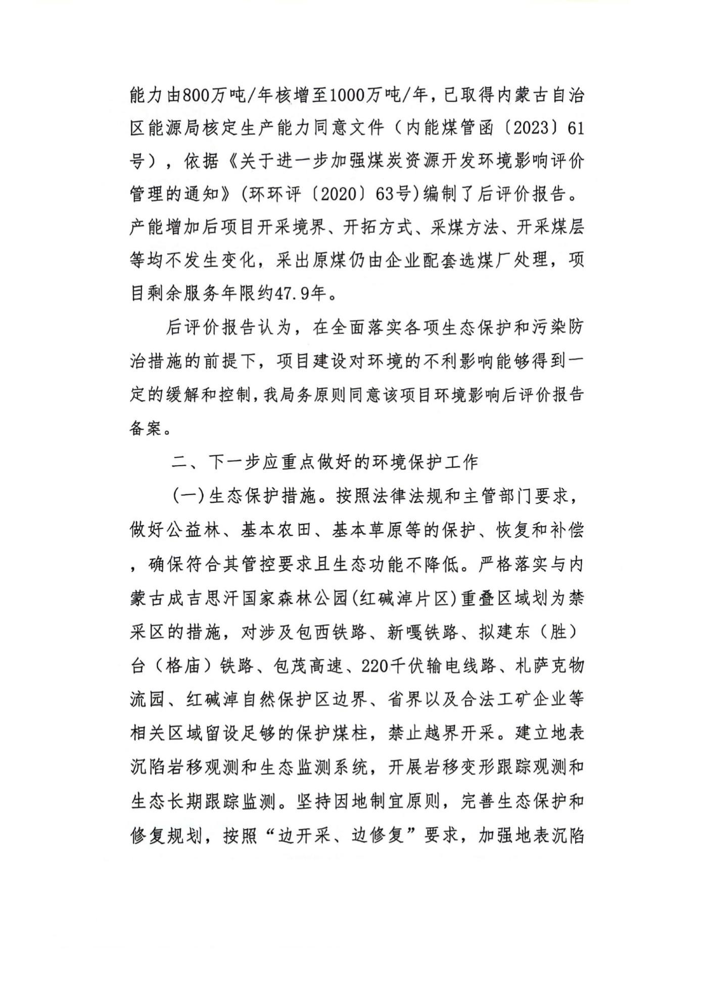 能力由800万吨/年核增至1000万吨/年，已取得内蒙古自治
区能源局核定生产能力同意文件（内能煤管函〔2023〕61
号），依据《关于进一步加强煤炭资源开发环境影响评价
管理的通知》(环环评〔2020〕63号)编制了后评价报告。
产能增加后项目开采境界、开拓方式、采煤方法、开采煤层
等均不发生变化，采出原煤仍由企业配套选煤厂处理，项
目剩余服务年限约47.9年。
后评价报告认为，在全面落实各项生态保护和污染防
治措施的前提下，项目建设对环境的不利影响能够得到一
定的缓解和控制，我局务原则同意该项目环境影响后评价报告
备案。
二、下一步应重点做好的环境保护工作
(一)生态保护措施。按照法律法规和主管部门要求，
做好公益林、基本农田、基本草原等的保护、恢复和补偿
，确保符合其管控要求且生态功能不降低。严格落实与内
蒙古成吉思汗国家森林公园(红碱淖片区)重叠区域划为禁
采区的措施，对涉及包西铁路、新嘎铁路、拟建东（胜）
台（格庙）铁路、包茂高速、220千伏输电线路、札萨克物
流园、红碱淖自然保护区边界、省界以及合法工矿企业等
相关区域留设足够的保护煤柱，禁止越界开采。建立地表
沉陷岩移观测和生态监测系统，开展岩移变形跟踪观测和
生态长期跟踪监测。坚持因地制宜原则，完善生态保护和
修复规划，按照“边开采、边修复”要求，加强地表沉陷